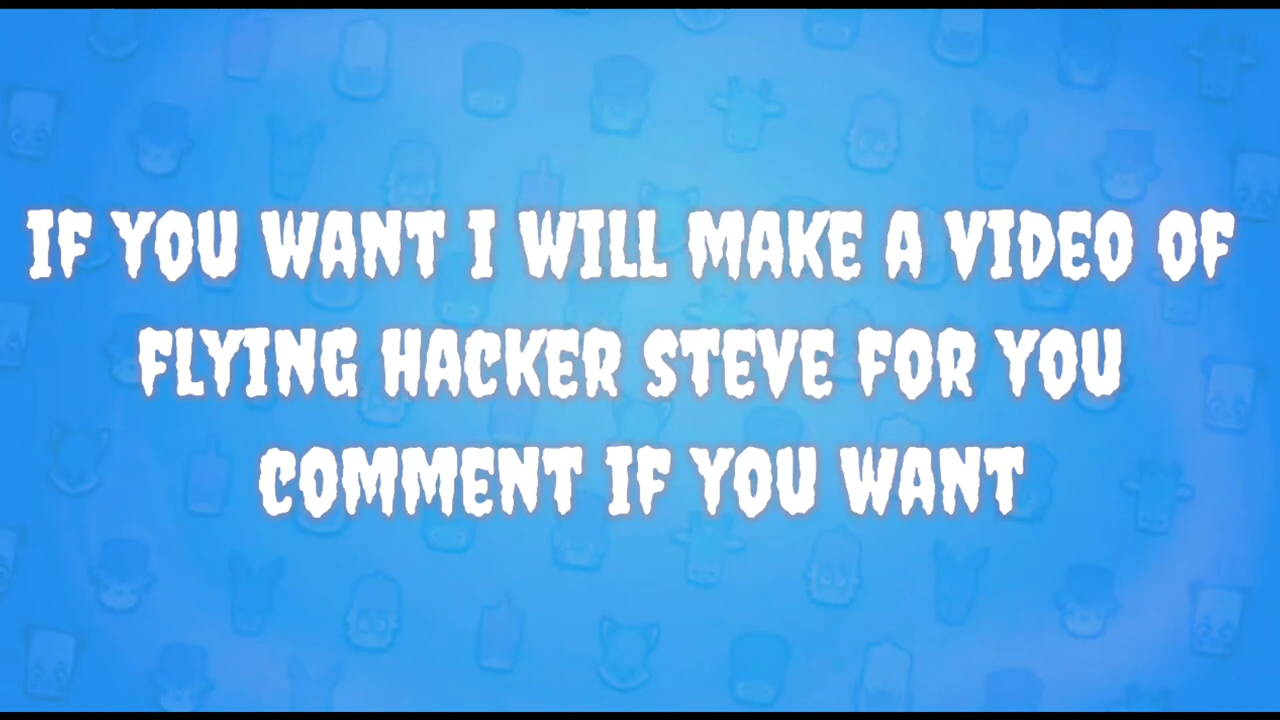 IF YOU WANT I WILL MAKE A VIDEO OF
FLYING HACKER STEVE FOR YOU
COMMENT IF YOU WANT